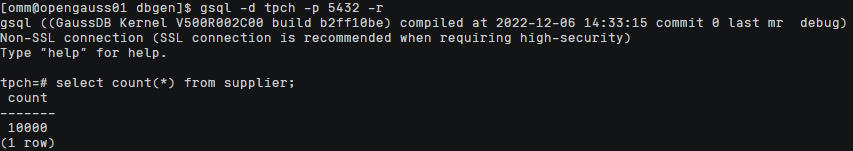 [omm@opengauss01 dbgen]$ gsql -d tpch -p 5432 -r
gsql ((GaussDB Kernel V500R002C00 build b2ff10be) compiled at 2022-12-06 14:33:15 commit 0 last mr  debug)
Non-SSL connection (SSL connection is recommended when requiring high-security)
Type "help" for help.
tpch=# select count(*) from supplier;
 count
-------
 10000
(1 row)